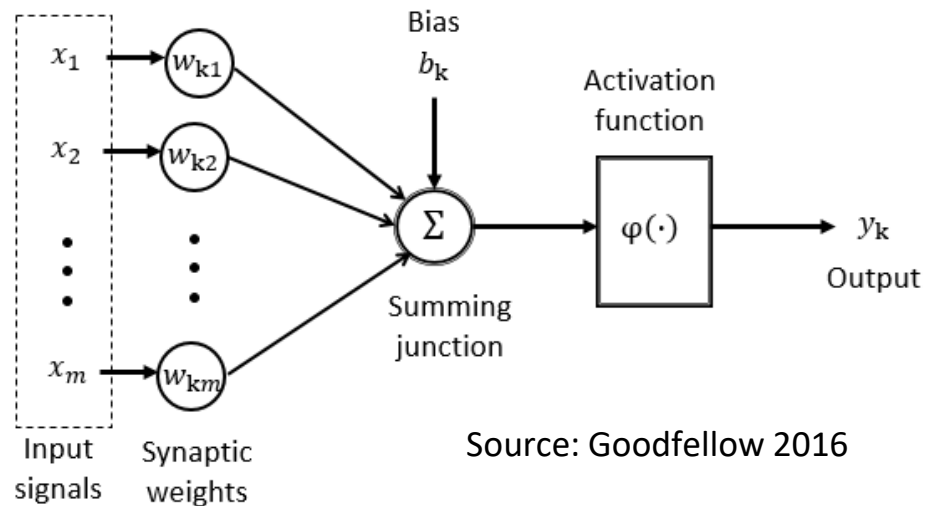 Bias
b_k
Activation
function
x_1
w_k1
x_2
w_k2
Σ
φ(·)
y_k
Output
Summing
junction
x_m
w_km
Input
signals
Synaptic
weights
Source: Goodfellow 2016